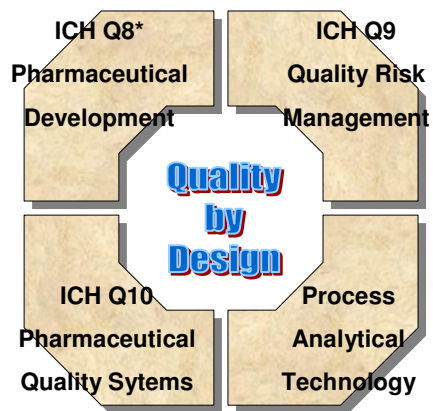 ICH Q8*
Pharmaceutical
Development
ICH Q9
Quality Risk
Management
Quality
by
Design
ICH Q10
Pharmaceutical
Quality Sytems
Process
Analytical
Technology